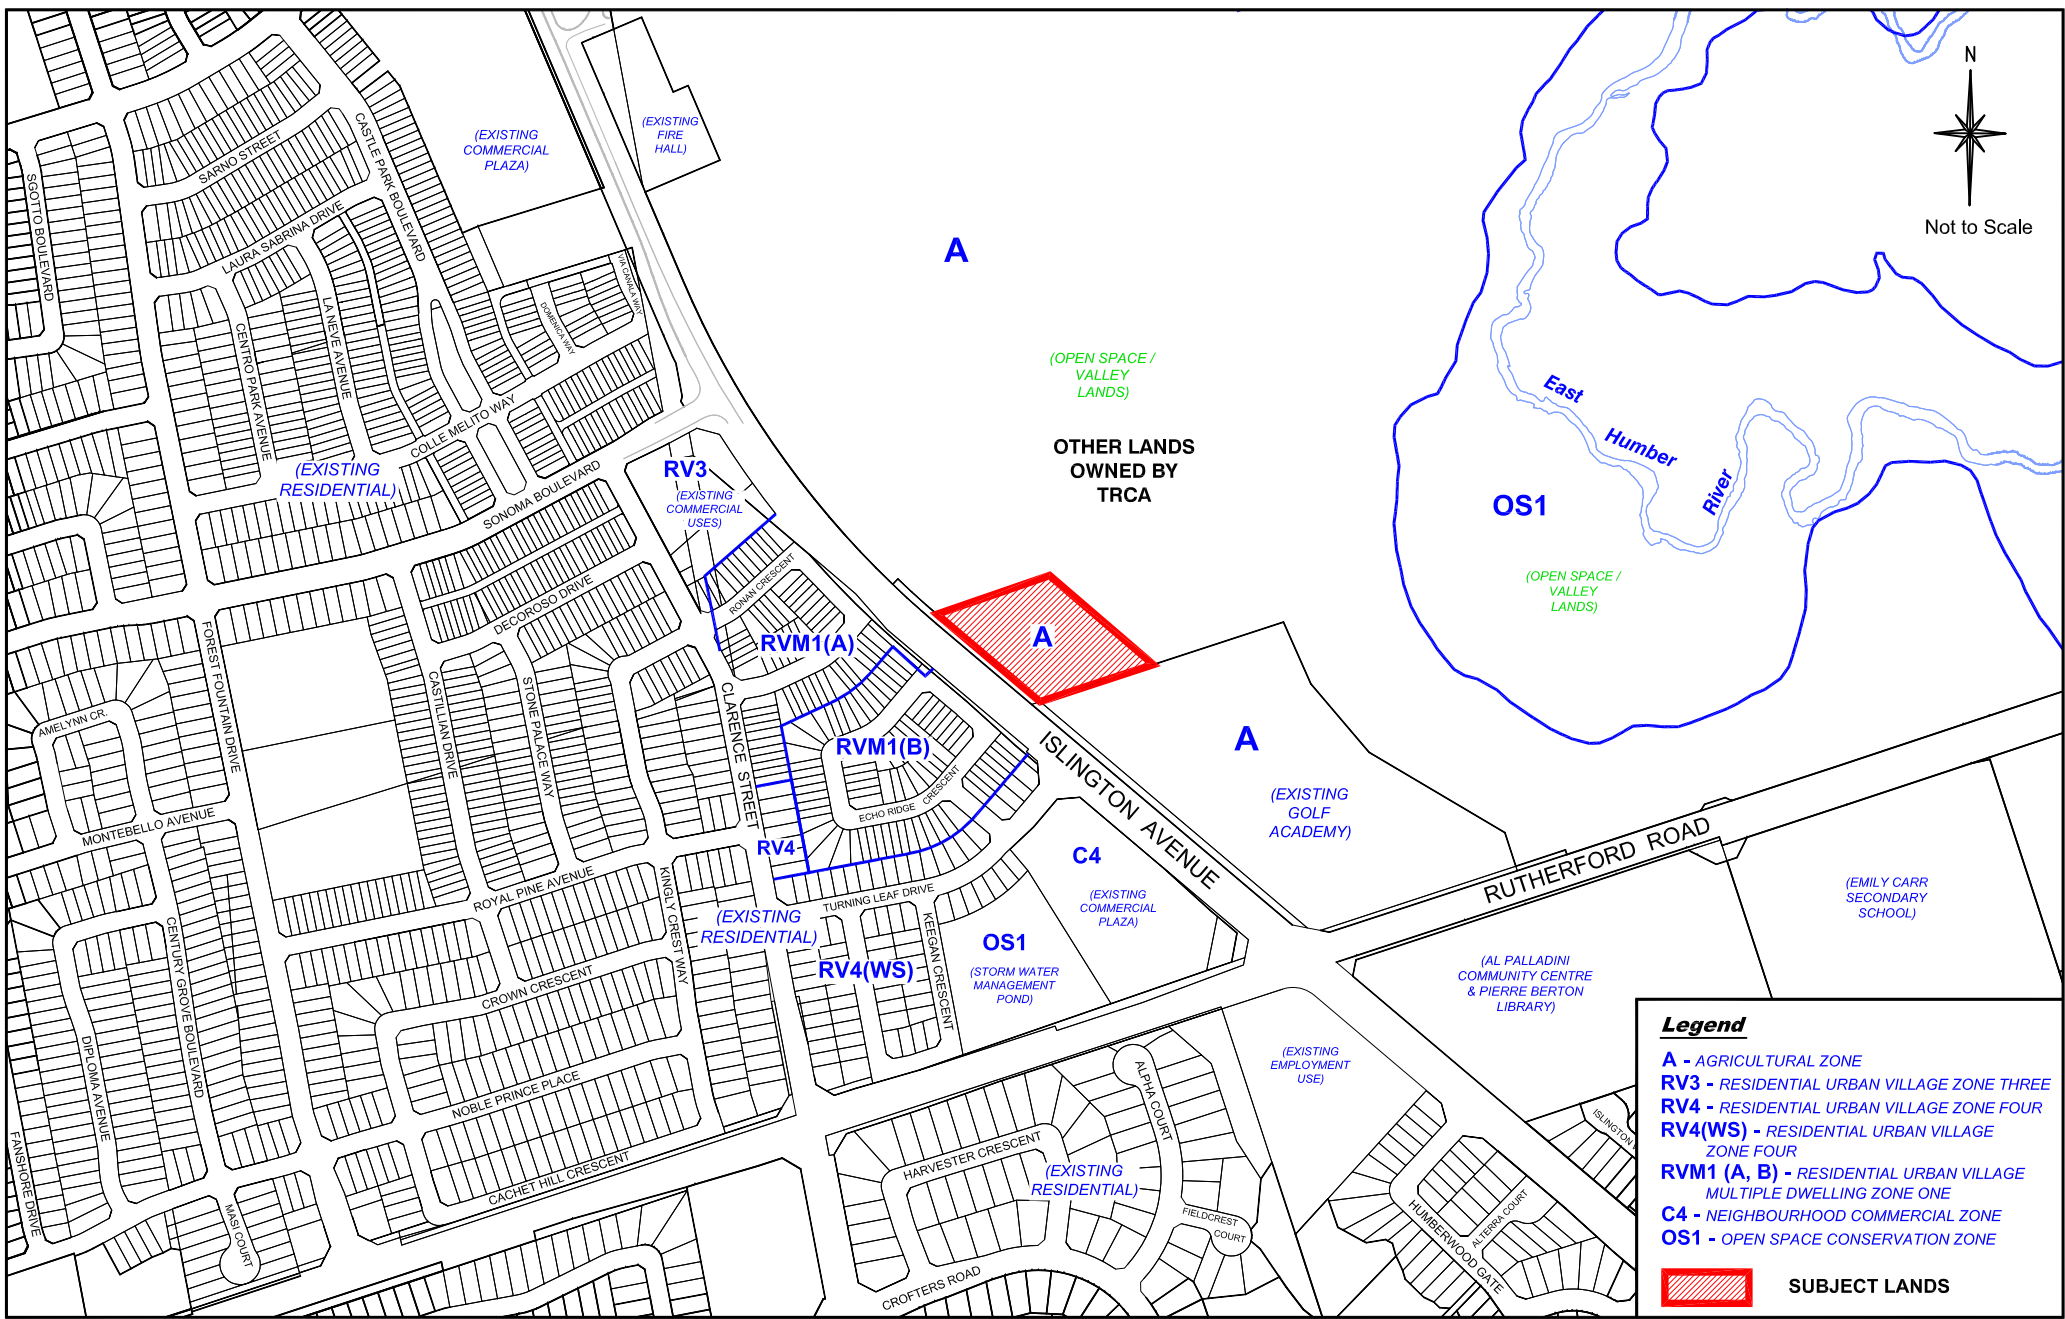 N
Not to Scale
(EXISTING
COMMERCIAL
PLAZA)
(EXISTING
FIRE
HALL)
SGOTTO BOULEVARD
SARNO STREET
LAURA SABRINA DRIVE
CASTLE PARK BOULEVARD
CENTRO PARK AVENUE
LA NEVE AVENUE
DOMENICA WAY
VIA CANALA WAY
COLLE MELITO WAY
(EXISTING
RESIDENTIAL)
SONOMA BOULEVARD
A
(OPEN SPACE /
VALLEY
LANDS)
OTHER LANDS
OWNED BY
TRCA
East
Humber
River
OS1
(OPEN SPACE /
VALLEY
LANDS)
RV3
(EXISTING
COMMERCIAL
USES)
RONAN CRESCENT
RVM1(A)
DECOROSO DRIVE
A
FOREST FOUNTAIN DRIVE
CASTILLIAN DRIVE
STONE PALACE WAY
CLARENCE STREET
AMELYNN CR.
MONTEBELLO AVENUE
RVM1(B)
ECHO RIDGE CRESCENT
ISLINGTON AVENUE
A
(EXISTING
GOLF
ACADEMY)
RV4
C4
(EXISTING
COMMERCIAL
PLAZA)
RUTHERFORD ROAD
(EMILY CARR
SECONDARY
SCHOOL)
ROYAL PINE AVENUE
KINGLY CREST WAY
TURNING LEAF DRIVE
KEEGAN CRESCENT
(EXISTING
RESIDENTIAL)
RV4(WS)
OS1
(STORM WATER
MANAGEMENT
POND)
(AL PALLADINI
COMMUNITY CENTRE
& PIERRE BERTON
LIBRARY)
CENTURY GROVE BOULEVARD
CROWN CRESCENT
DIPLOMA AVENUE
NOBLE PRINCE PLACE
FANSHORE DRIVE
CACHET HILL CRESCENT
MASI COURT
(EXISTING
EMPLOYMENT
USE)
ALPHA COURT
HARVESTER CRESCENT
(EXISTING
RESIDENTIAL)
FIELDCREST
COURT
CROFTERS ROAD
HUMBERWOOD GATE
ALTERRA COURT
ISLINGTON
Legend
A - AGRICULTURAL ZONE
RV3 - RESIDENTIAL URBAN VILLAGE ZONE THREE
RV4 - RESIDENTIAL URBAN VILLAGE ZONE FOUR
RV4(WS) - RESIDENTIAL URBAN VILLAGE
ZONE FOUR
RVM1 (A, B) - RESIDENTIAL URBAN VILLAGE
MULTIPLE DWELLING ZONE ONE
C4 - NEIGHBOURHOOD COMMERCIAL ZONE
OS1 - OPEN SPACE CONSERVATION ZONE
SUBJECT LANDS